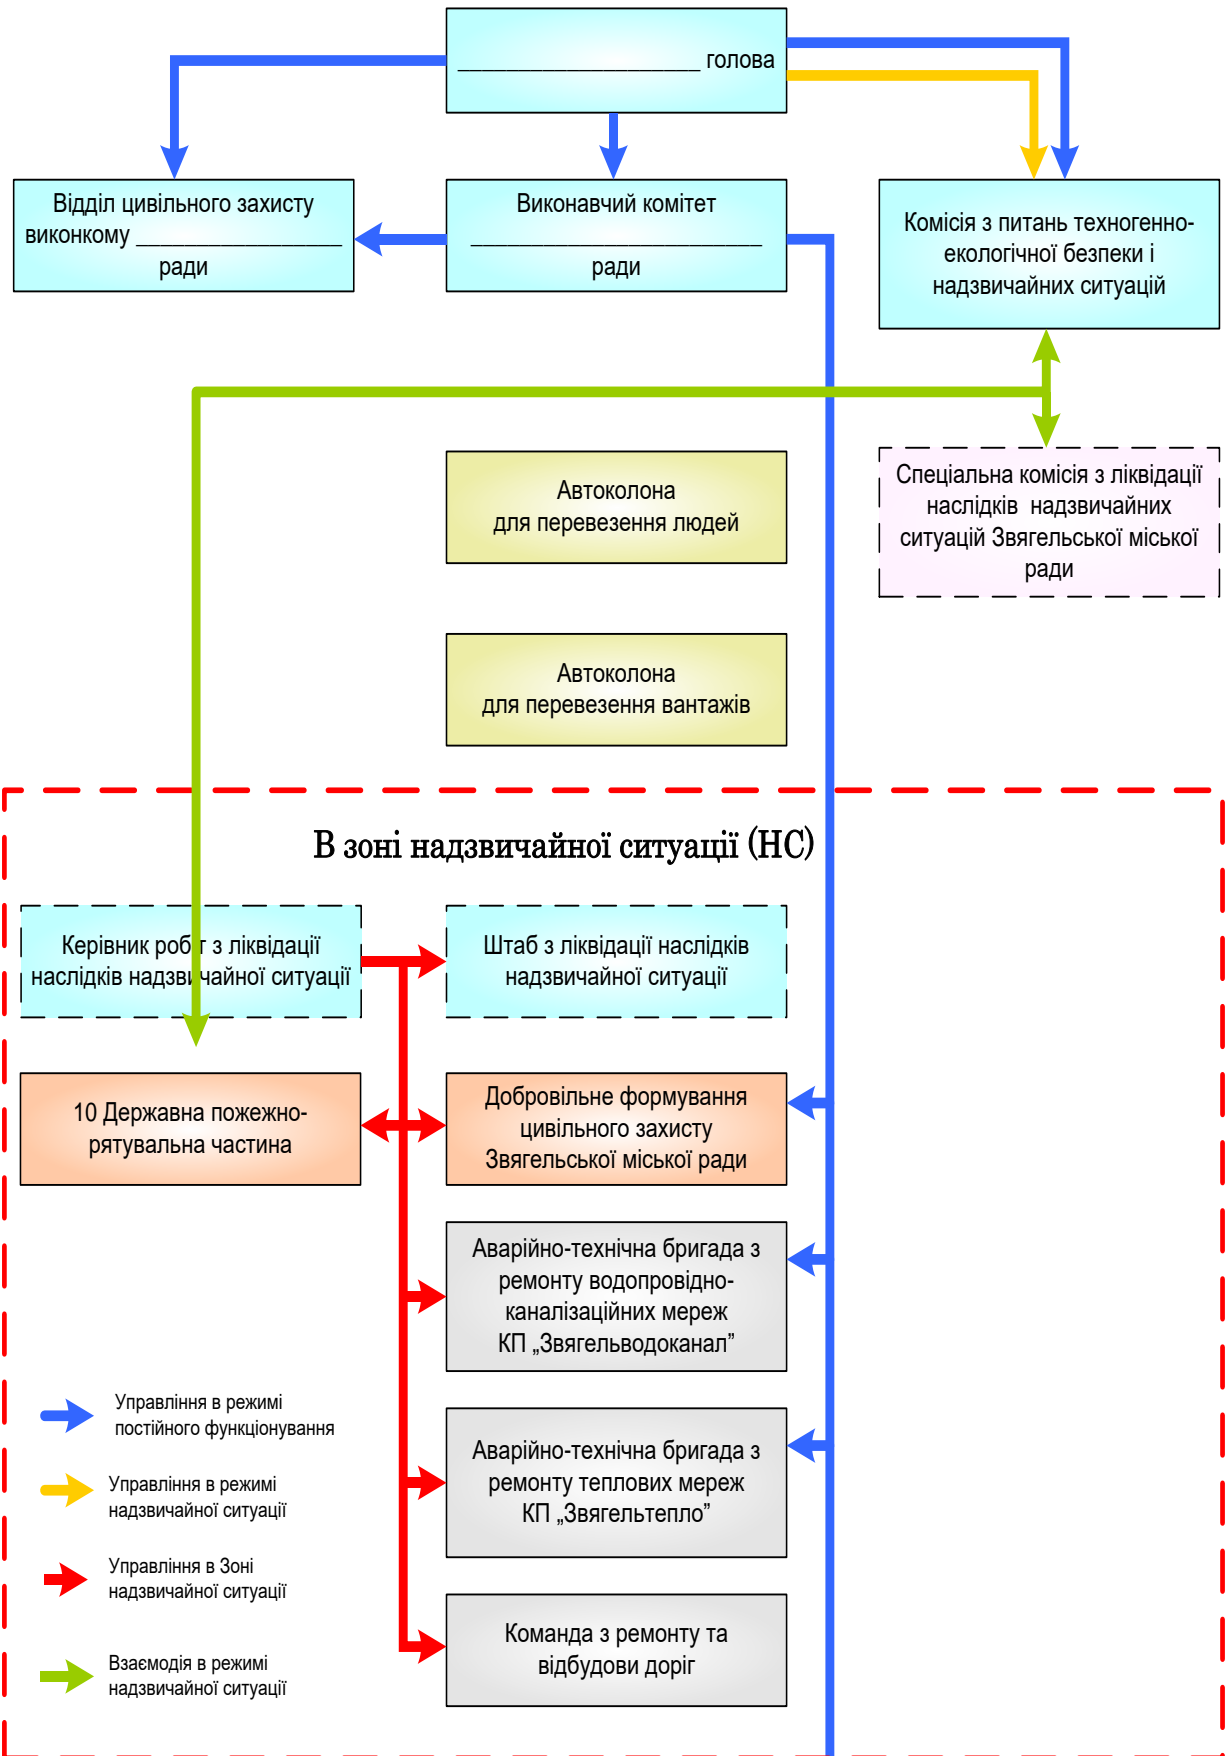 ____________________ голова
Відділ цивільного захисту
виконкому _________________
ради
Виконавчий комітет
________________________
ради
Комісія з питань техногенно-
екологічної безпеки і
надзвичайних ситуацій
Спеціальна комісія з ліквідації
наслідків надзвичайних
ситуацій Звягельської міської
ради
Автоколона
для перевезення людей
Автоколона
для перевезення вантажів
В зоні надзвичайної ситуації (НС)
Керівник робіт з ліквідації
наслідків надзвичайної ситуації
Штаб з ліквідації наслідків
надзвичайної ситуації
10 Державна пожежно-
рятувальна частина
Добровільне формування
цивільного захисту
Звягельської міської ради
Аварійно-технічна бригада з
ремонту водопровідно-
каналізаційних мереж
КП „Звягельводоканал”
Аварійно-технічна бригада з
ремонту теплових мереж
КП „Звягельтепло”
Команда з ремонту та
відбудови доріг
Управління в режимі
постійного функціонування
Управління в режимі
надзвичайної ситуації
Управління в Зоні
надзвичайної ситуації
Взаємодія в режимі
надзвичайної ситуації